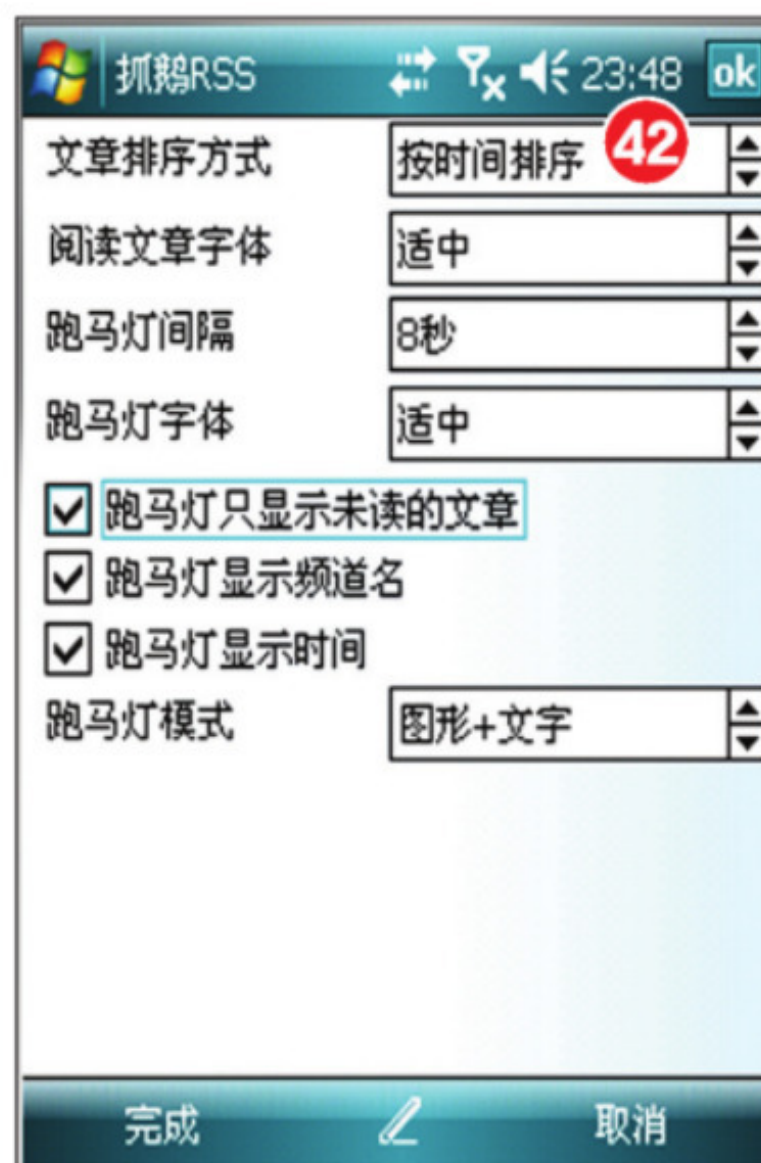 抓鹅RSS 23:48 ok
42
文章排序方式 按时间排序
阅读文章字体 适中
跑马灯间隔 8秒
跑马灯字体 适中
跑马灯只显示未读的文章
跑马灯显示频道名
跑马灯显示时间
跑马灯模式 图形+文字
完成 取消